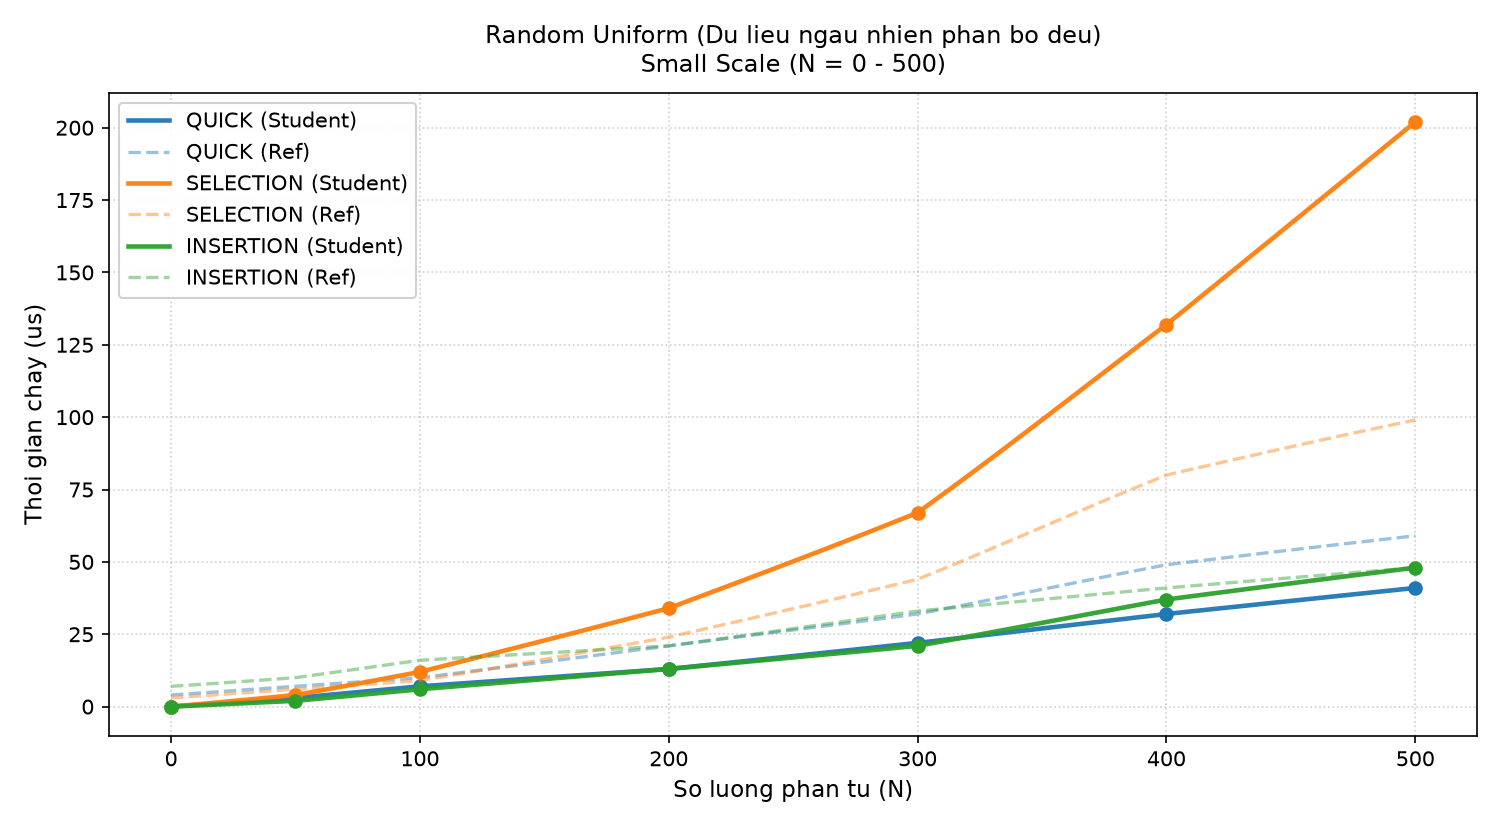 Random Uniform (Du lieu ngau nhien phan bo deu)
Small Scale (N = 0 - 500)
QUICK (Student)
QUICK (Ref)
SELECTION (Student)
SELECTION (Ref)
INSERTION (Student)
INSERTION (Ref)
Thoi gian chay (us)
200
175
150
125
100
75
50
25
0
0 100 200 300 400 500
So luong phan tu (N)